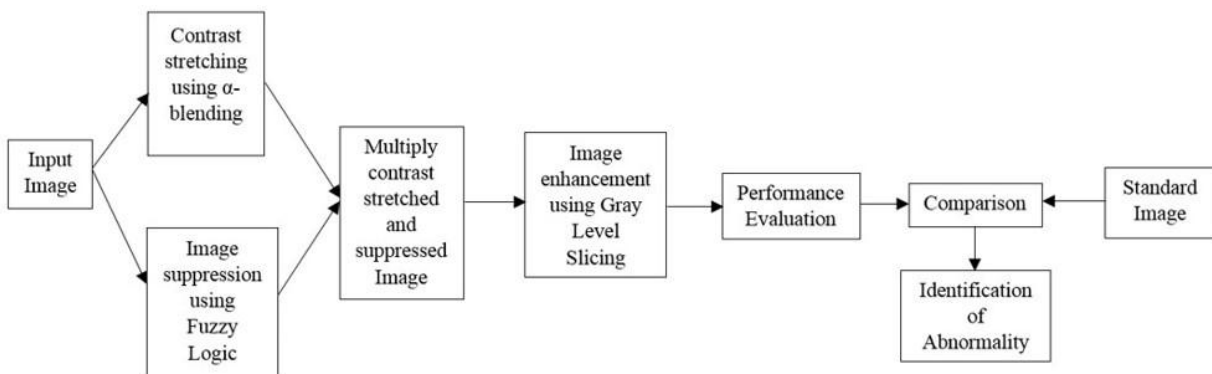 Input
Image
Contrast
stretching
using α-
blending
Image
suppression
using
Fuzzy
Logic
Multiply
contrast
stretched
and
suppressed
Image
Image
enhancement
using Gray
Level
Slicing
Performance
Evaluation
Comparison
Standard
Image
Identification
of
Abnormality